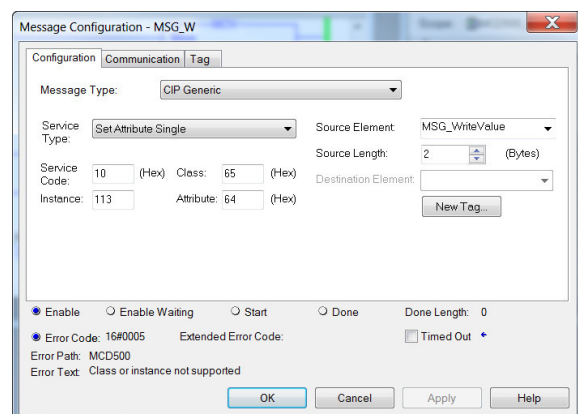 Message Configuration - MSG_W
Configuration Communication Tag
Message Type: CIP Generic
Service Type: Set Attribute Single Source Element: MSG_WriteValue
Source Length: 2 (Bytes)
Service Code: 10 (Hex) Class: 65 (Hex) Destination Element:
Instance: 113 Attribute: 64 (Hex) New Tag...
Enable Enable Waiting Start Done Done Length: 0
Error Code: 16#0005 Extended Error Code: Timed Out
Error Path: MCD500
Error Text: Class or instance not supported
OK Cancel Apply Help